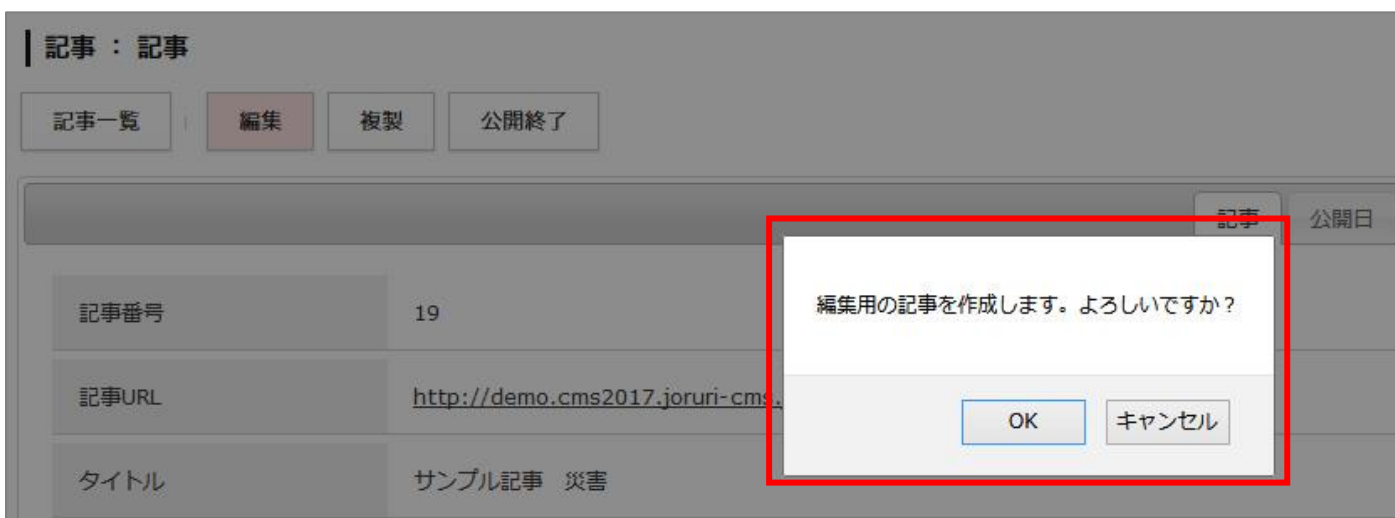 記事 ： 記事
記事一覧 編集 複製 公開終了
記事 公開日
編集用の記事を作成します。よろしいですか？
記事番号 19
記事URL http://demo.cms2017.joruri-cms.
OK キャンセル
タイトル サンプル記事　災害